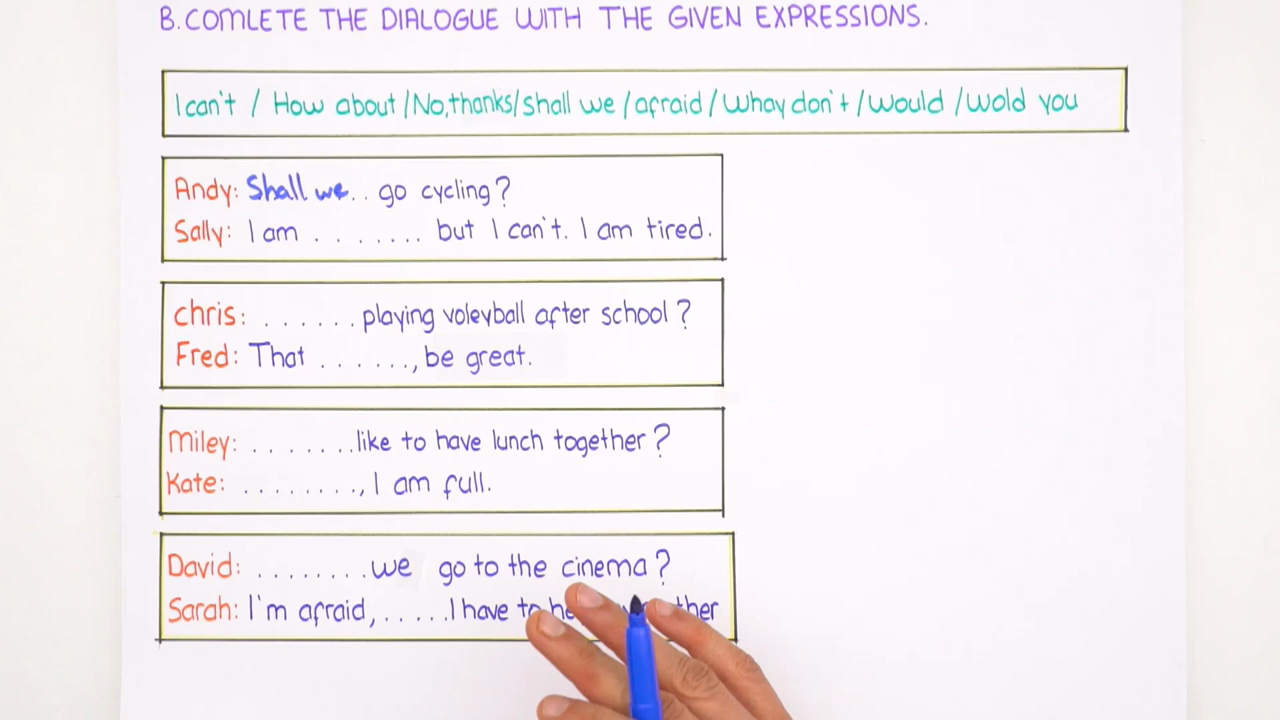 B. COMLETE THE DIALOGUE WITH THE GIVEN EXPRESSIONS.
I can't / How about / No, thanks / Shall we / afraid / Whay don't / Would / Wold you
Andy: Shall we . . go cycling?
Sally: I am . . . . . . . but I can't. I am tired.
Chris: . . . . . . playing voleyball after school?
Fred: That . . . . . . , be great.
Miley: . . . . . . . like to have lunch together?
Kate: . . . . . . . . , I am full.
David: . . . . . . . . we go to the cinema?
Sarah: I'm afraid, . . . . . I have to